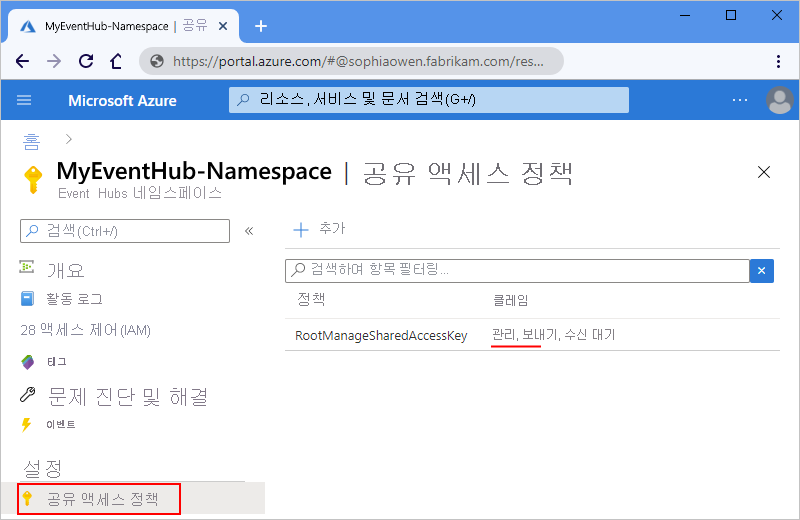 MyEventHub-Namespace | 공유
https://portal.azure.com/#@sophiaowen.fabrikam.com/res...
Microsoft Azure
리소스, 서비스 및 문서 검색(G+/)
홈
MyEventHub-Namespace | 공유 액세스 정책
Event Hubs 네임스페이스
검색(Ctrl+/)
추가
개요
검색하여 항목 필터링...
활동 로그
정책 클레임
28 액세스 제어(IAM)
RootManageSharedAccessKey 관리, 보내기, 수신 대기
태그
문제 진단 및 해결
이벤트
설정
공유 액세스 정책